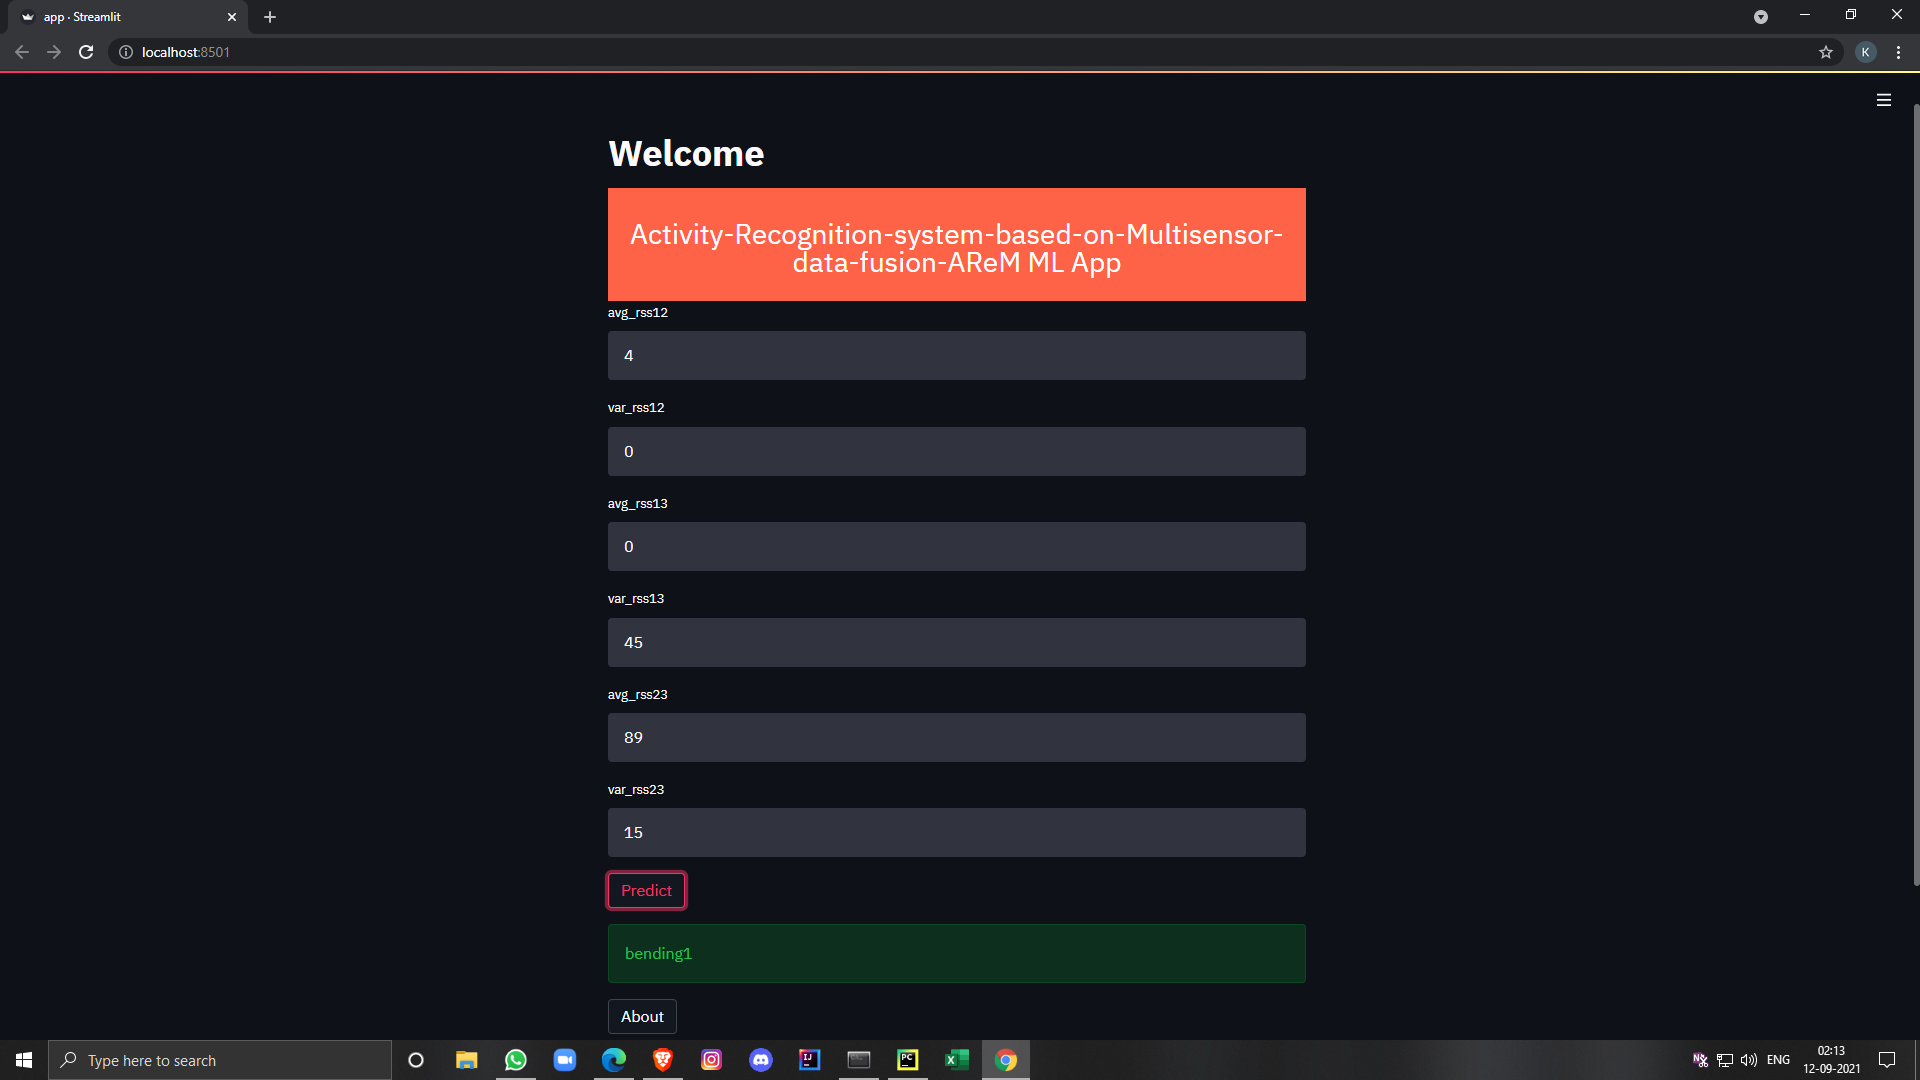 app · Streamlit
localhost:8501
K
Welcome
Activity-Recognition-system-based-on-Multisensor-
data-fusion-AReM ML App
avg_rss12
4
var_rss12
0
avg_rss13
0
var_rss13
45
avg_rss23
89
var_rss23
15
Predict
bending1
About
Type here to search
ENG
02:13
12-09-2021